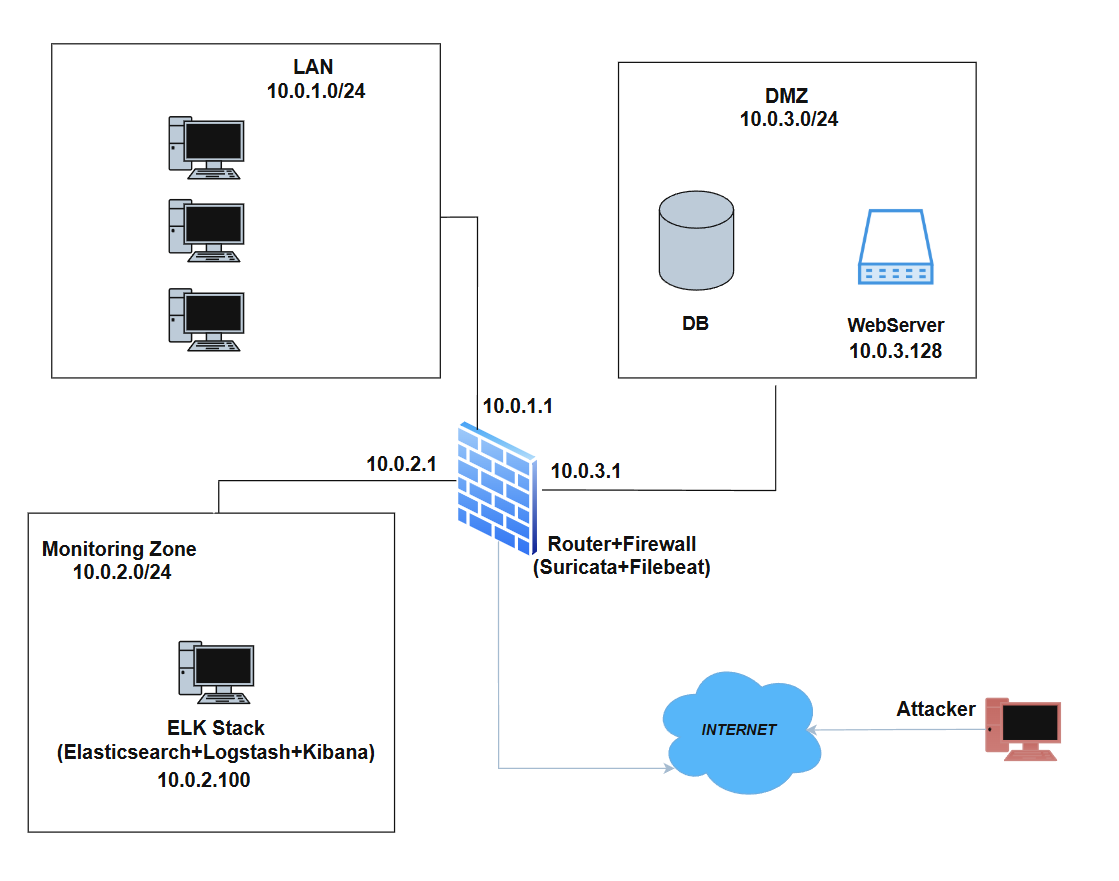 LAN
10.0.1.0/24
DMZ
10.0.3.0/24
DB
WebServer
10.0.3.128
10.0.1.1
10.0.2.1
10.0.3.1
Router+Firewall
(Suricata+Filebeat)
Monitoring Zone
10.0.2.0/24
ELK Stack
(Elasticsearch+Logstash+Kibana)
10.0.2.100
INTERNET
Attacker